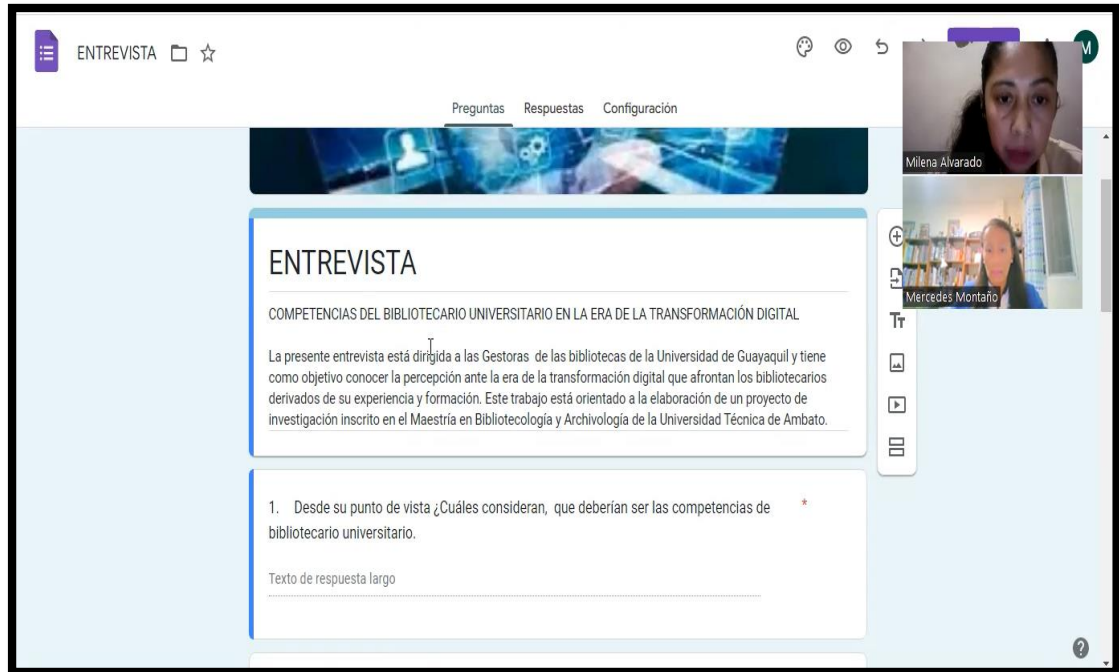 ENTREVISTA
Preguntas Respuestas Configuración
M
Milena Alvarado
Mercedes Montaño
ENTREVISTA
COMPETENCIAS DEL BIBLIOTECARIO UNIVERSITARIO EN LA ERA DE LA TRANSFORMACIÓN DIGITAL
La presente entrevista está dirigida a las Gestoras de las bibliotecas de la Universidad de Guayaquil y tiene
como objetivo conocer la percepción ante la era de la transformación digital que afrontan los bibliotecarios
derivados de su experiencia y formación. Este trabajo está orientado a la elaboración de un proyecto de
investigación inscrito en el Maestría en Bibliotecología y Archivología de la Universidad Técnica de Ambato.
Tr
1. Desde su punto de vista ¿Cuáles consideran, que deberían ser las competencias de *
bibliotecario universitario.
Texto de respuesta largo